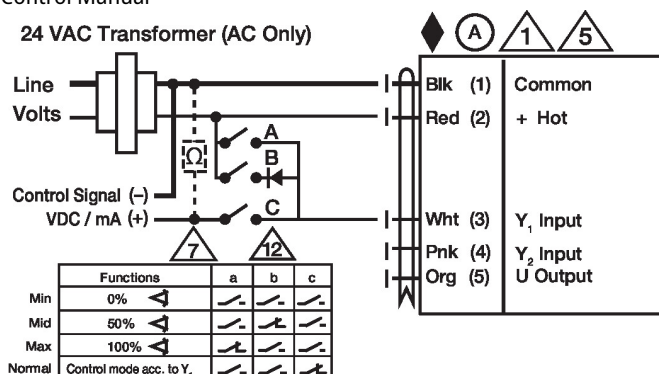 Control Manual
24 VAC Transformer (AC Only)
A 1 5
Line
Volts
Blk (1) Common
Red (2) + Hot
A
B
C
Ω
Control Signal (–)
VDC / mA (+)
Wht (3) Y₁ Input
Pnk (4) Y₂ Input
Org (5) U Output
7 12
Functions a b c
Min 0%
Mid 50%
Max 100%
Normal Control mode acc. to Y.